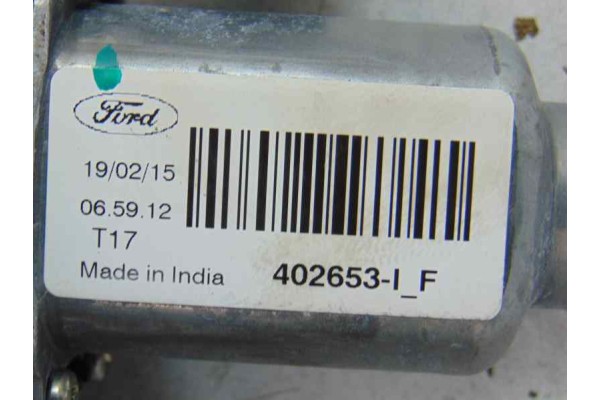 Ford
19/02/15
06.59.12
T17
Made in India
402653-I_F